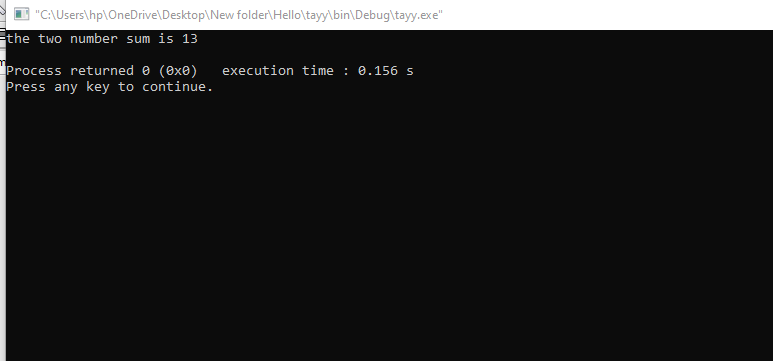 "C:\Users\hp\OneDrive\Desktop\New folder\Hello\tayy\bin\Debug\tayy.exe"
the two number sum is 13
Process returned 0 (0x0)   execution time : 0.156 s
Press any key to continue.